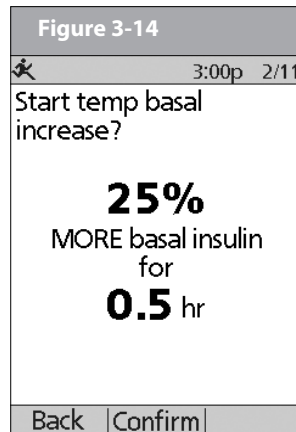 Figure 3-14
3:00p 2/11
Start temp basal
increase?
25%
MORE basal insulin
for
0.5 hr
Back Confirm